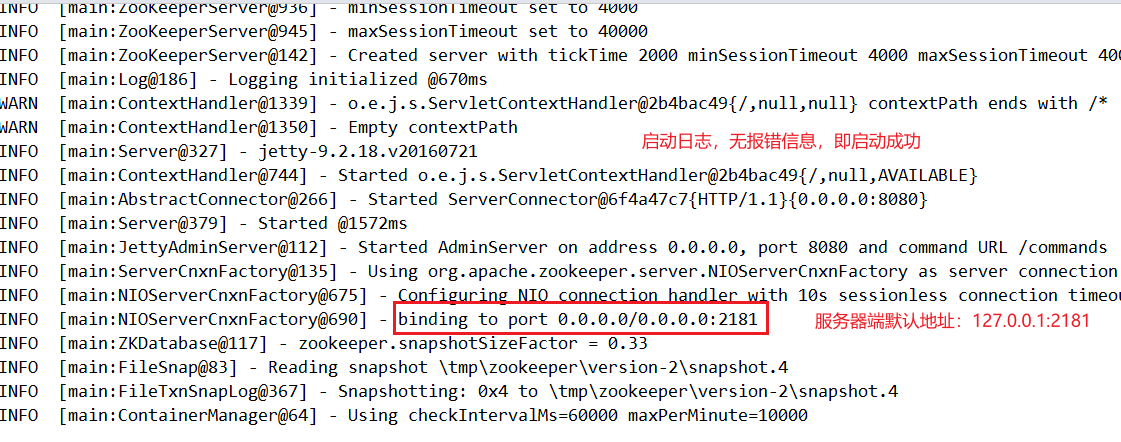 INFO [main:ZooKeeperServer@936] - minSessionTimeout set to 4000
INFO [main:ZooKeeperServer@945] - maxSessionTimeout set to 40000
INFO [main:ZooKeeperServer@142] - Created server with tickTime 2000 minSessionTimeout 4000 maxSessionTimeout 400
INFO [main:Log@186] - Logging initialized @670ms
WARN [main:ContextHandler@1339] - o.e.j.s.ServletContextHandler@2b4bac49{/,null,null} contextPath ends with /*
WARN [main:ContextHandler@1350] - Empty contextPath
启动日志，无报错信息，即启动成功
INFO [main:Server@327] - jetty-9.2.18.v20160721
INFO [main:ContextHandler@744] - Started o.e.j.s.ServletContextHandler@2b4bac49{/,null,AVAILABLE}
INFO [main:AbstractConnector@266] - Started ServerConnector@6f4a47c7{HTTP/1.1}{0.0.0.0:8080}
INFO [main:Server@379] - Started @1572ms
INFO [main:JettyAdminServer@112] - Started AdminServer on address 0.0.0.0, port 8080 and command URL /commands
INFO [main:ServerCnxnFactory@135] - Using org.apache.zookeeper.server.NIOServerCnxnFactory as server connection
INFO [main:NIOServerCnxnFactory@675] - Configuring NIO connection handler with 10s sessionless connection timeou
INFO [main:NIOServerCnxnFactory@690] - binding to port 0.0.0.0/0.0.0.0:2181
服务器端默认地址：127.0.0.1:2181
INFO [main:ZKDatabase@117] - zookeeper.snapshotSizeFactor = 0.33
INFO [main:FileSnap@83] - Reading snapshot \tmp\zookeeper\version-2\snapshot.4
INFO [main:FileTxnSnapLog@367] - Snapshotting: 0x4 to \tmp\zookeeper\version-2\snapshot.4
INFO [main:ContainerManager@64] - Using checkIntervalMs=60000 maxPerMinute=10000